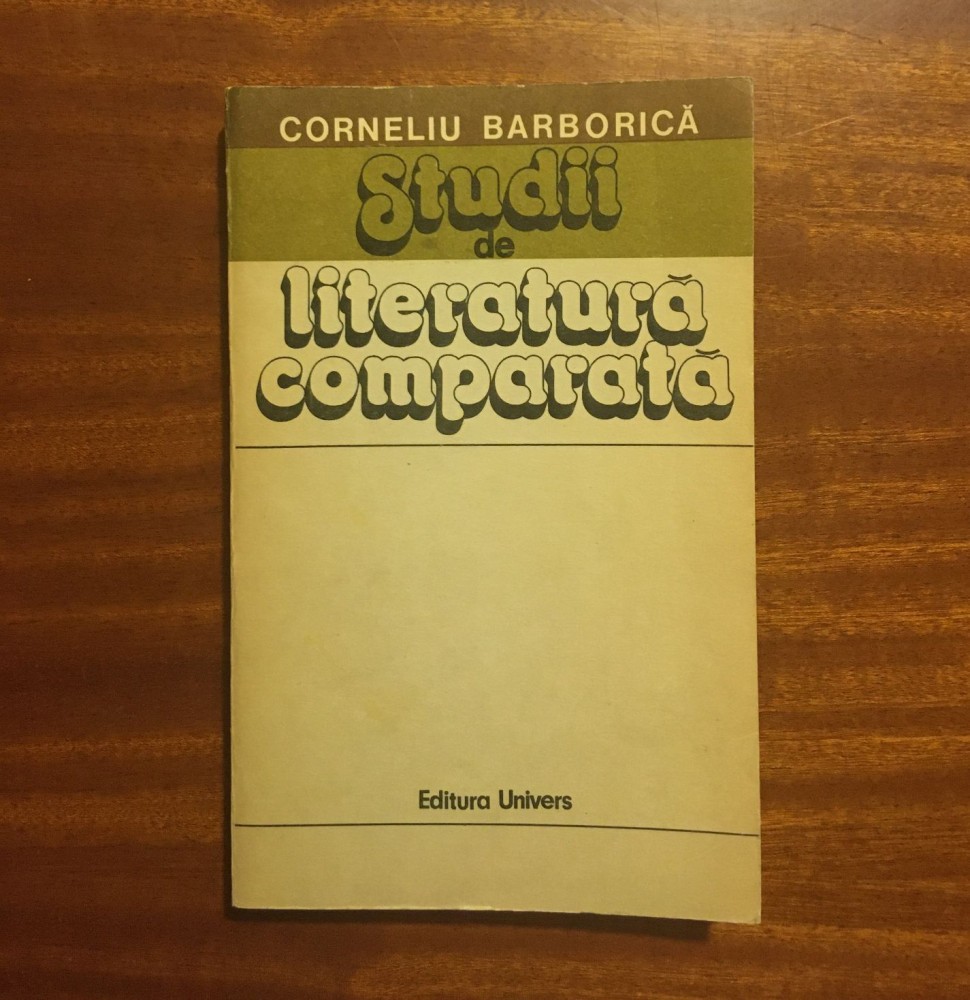 CORNELIU BARBORICĂ
Studii
de
literatură
comparată
Editura Univers